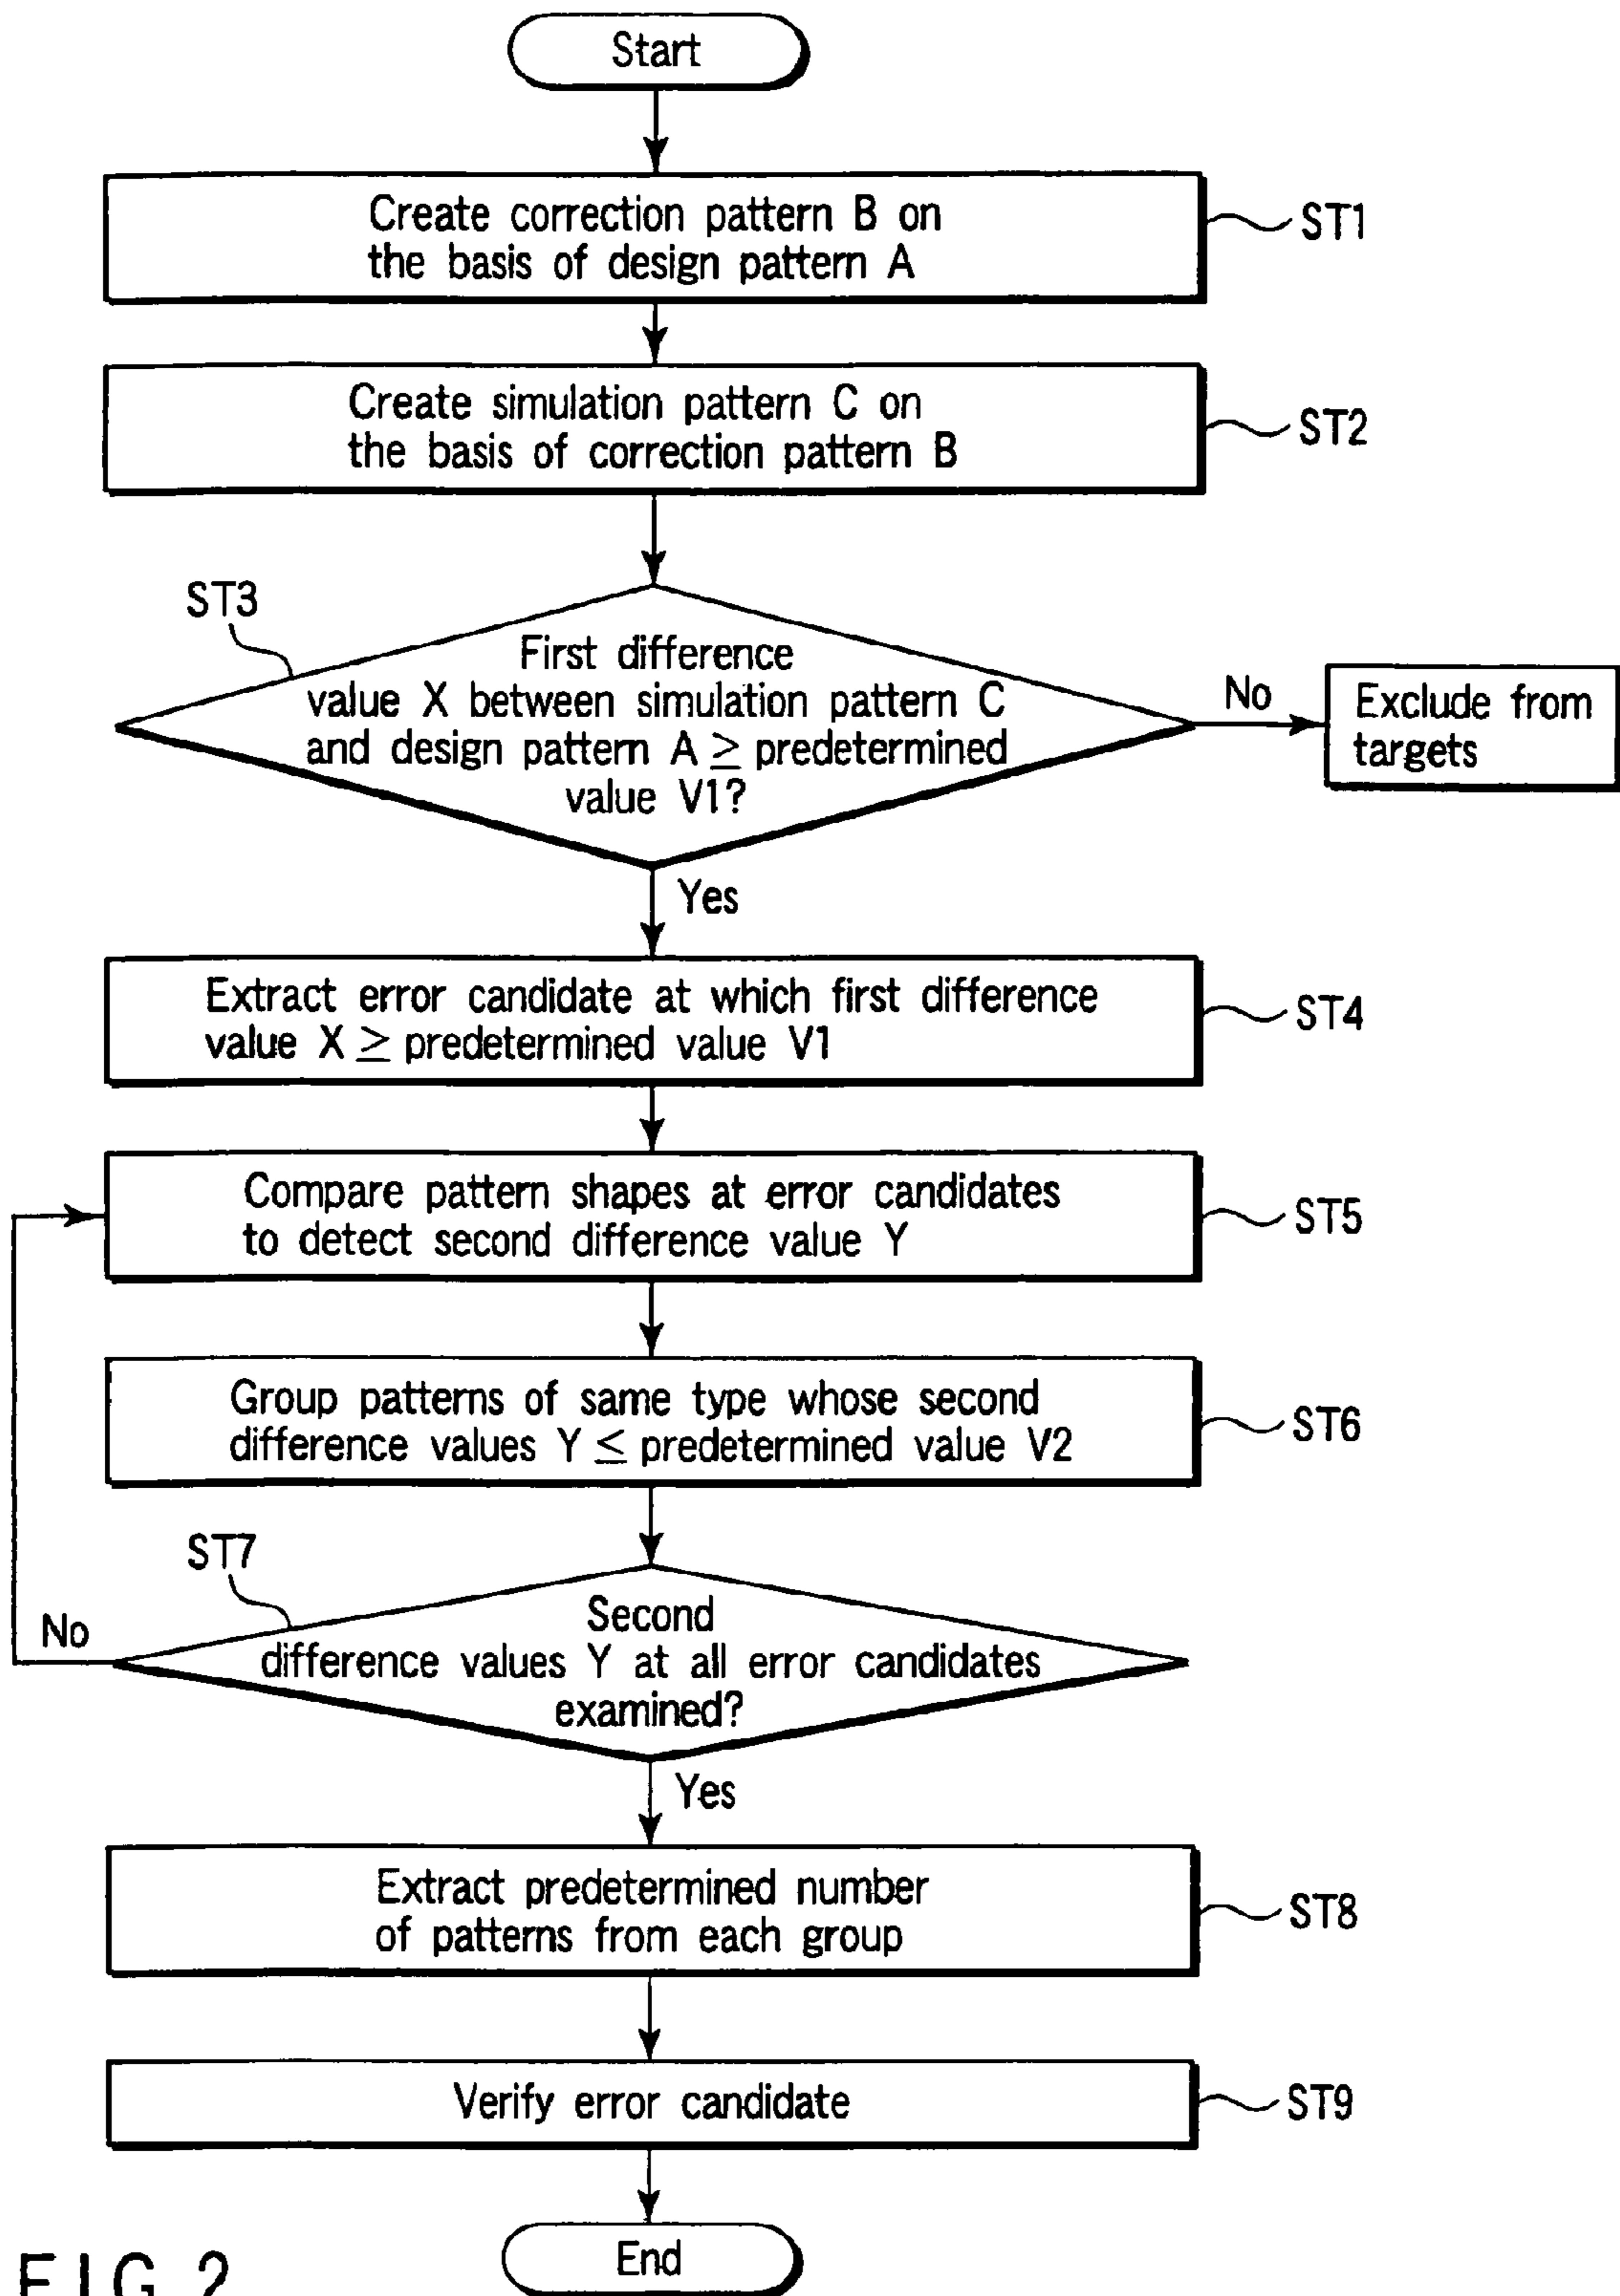 Start
Create correction pattern B on
the basis of design pattern A
ST1
Create simulation pattern C on
the basis of correction pattern B
ST2
ST3
First difference
value X between simulation pattern C
and design pattern A ≥ predetermined
value V1?
No
Exclude from
targets
Yes
Extract error candidate at which first difference
value X ≥ predetermined value V1
ST4
Compare pattern shapes at error candidates
to detect second difference value Y
ST5
Group patterns of same type whose second
difference values Y ≤ predetermined value V2
ST6
ST7
Second
difference values Y at all error candidates
examined?
No
Yes
Extract predetermined number
of patterns from each group
ST8
Verify error candidate
ST9
End
FIG. 2